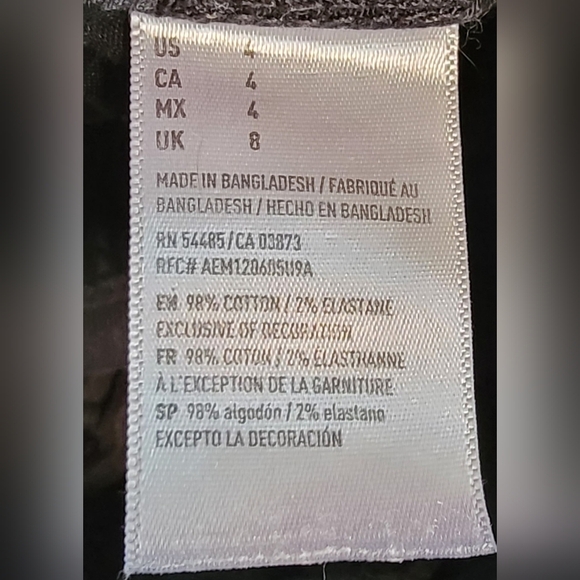 US 4
CA 4
MX 4
UK 8
MADE IN BANGLADESH / FABRIQUÉ AU
BANGLADESH / HECHO EN BANGLADESH
RN 54485 / CA 03873
RFC# AEM120605U9A
EN 98% COTTON / 2% ELASTANE
EXCLUSIVE OF DECORATION
FR 98% COTON / 2% ÉLASTHANNE
À L'EXCEPTION DE LA GARNITURE
SP 98% algodón / 2% elastano
EXCEPTO LA DECORACIÓN